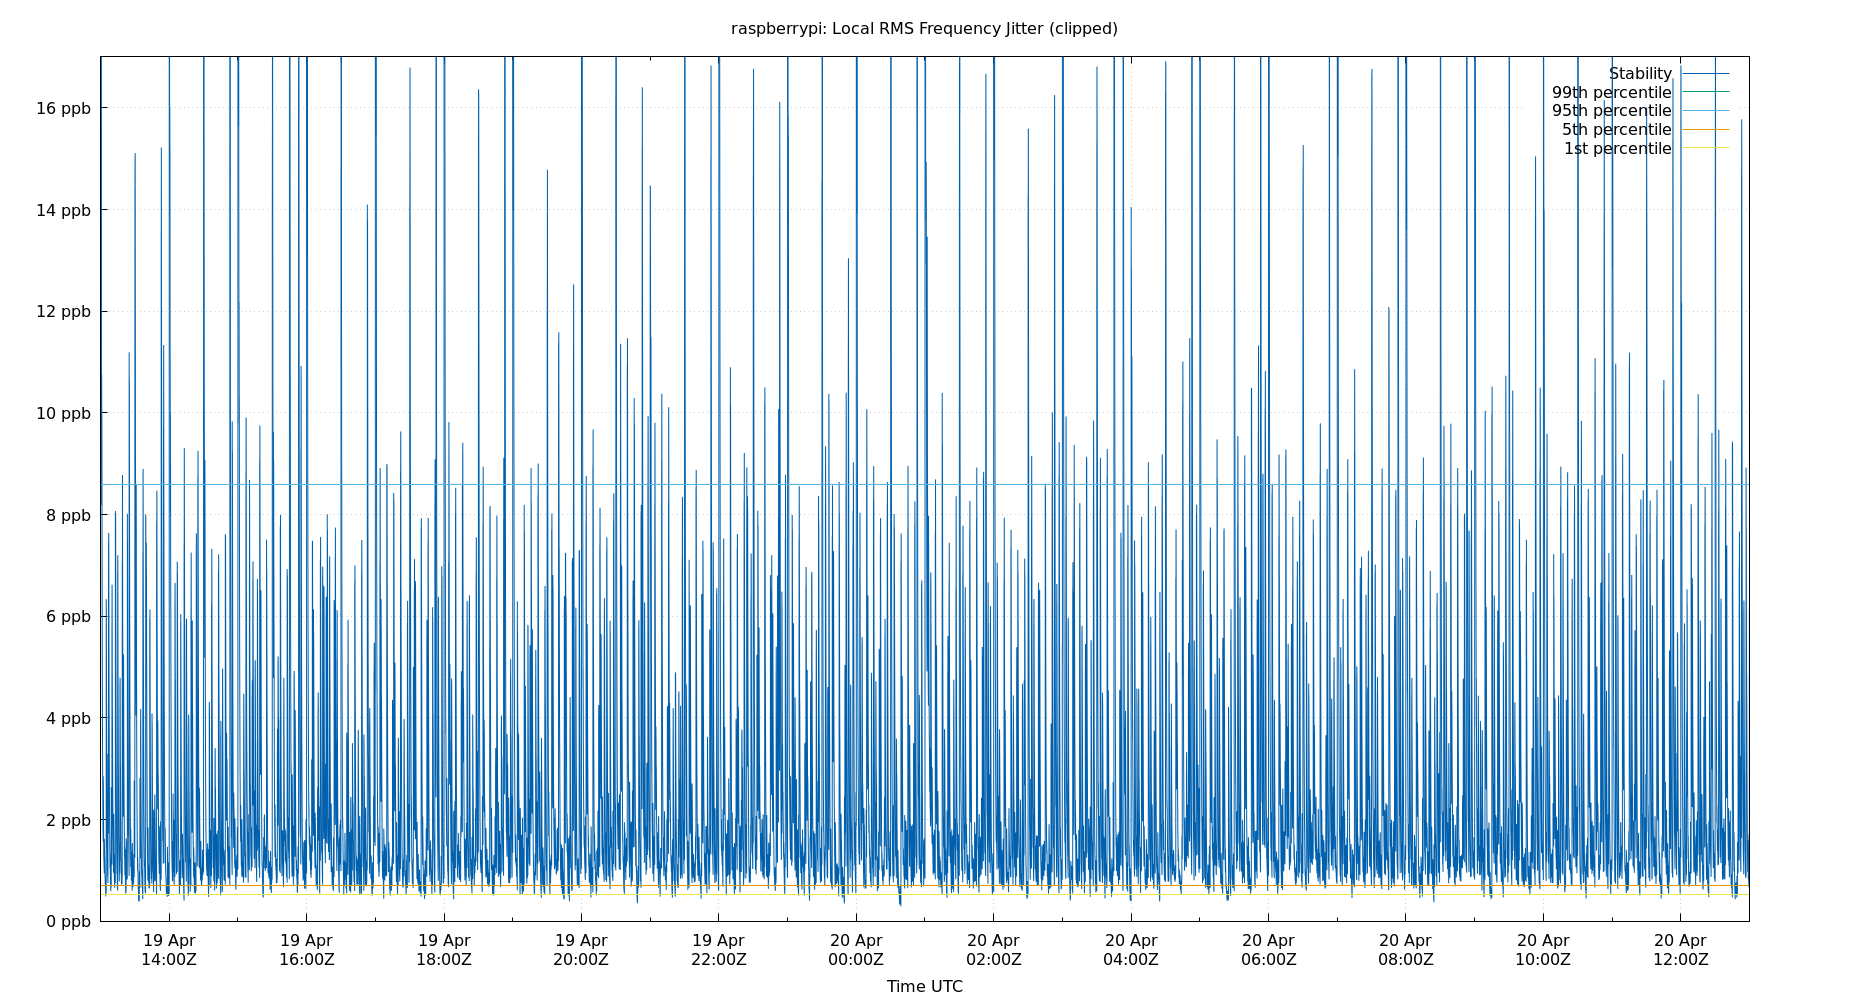 raspberrypi: Local RMS Frequency Jitter (clipped)
Stability
99th percentile
95th percentile
5th percentile
1st percentile
16 ppb
14 ppb
12 ppb
10 ppb
8 ppb
6 ppb
4 ppb
2 ppb
0 ppb
19 Apr 19 Apr 19 Apr 19 Apr 19 Apr 20 Apr 20 Apr 20 Apr 20 Apr 20 Apr 20 Apr 20 Apr
14:00Z 16:00Z 18:00Z 20:00Z 22:00Z 00:00Z 02:00Z 04:00Z 06:00Z 08:00Z 10:00Z 12:00Z
Time UTC